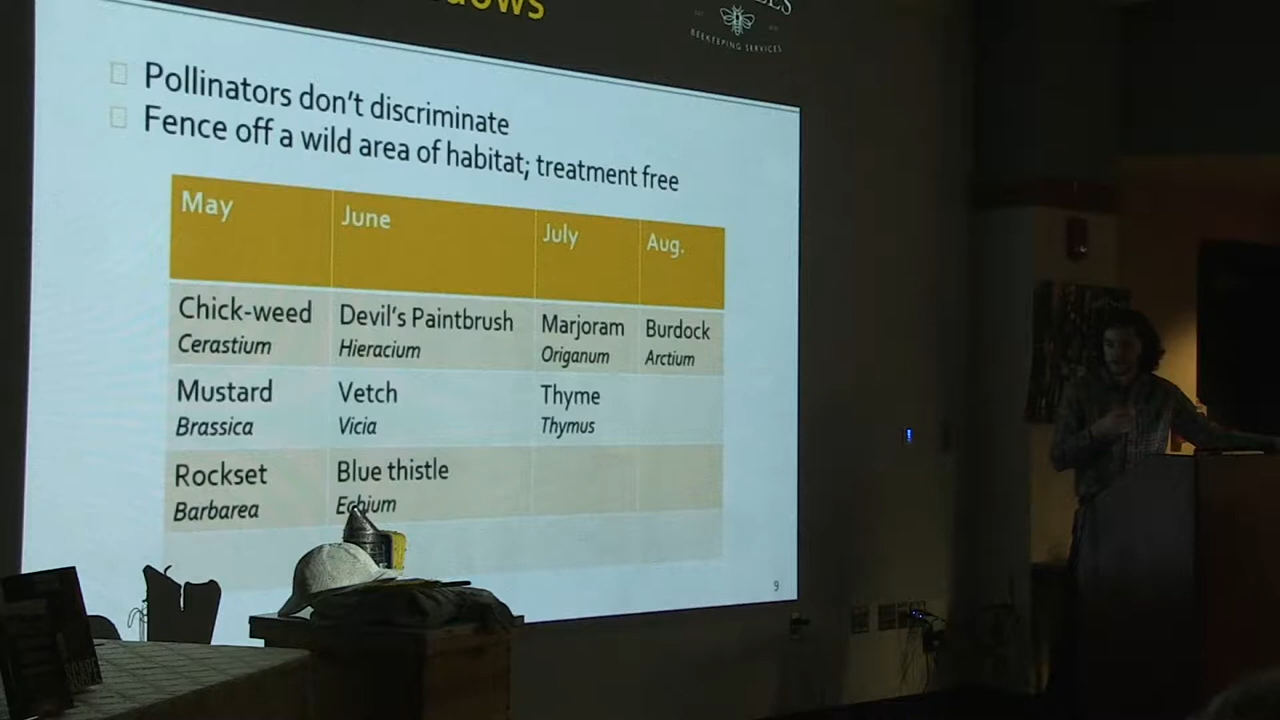 BEEKEEPING SERVICES
Pollinators don't discriminate
Fence off a wild area of habitat; treatment free
May June July Aug.
Chick-weed Devil's Paintbrush Marjoram Burdock
Cerastium Hieracium Origanum Arctium
Mustard Vetch Thyme
Brassica Vicia Thymus
Rockset Blue thistle
Barbarea Echium
9